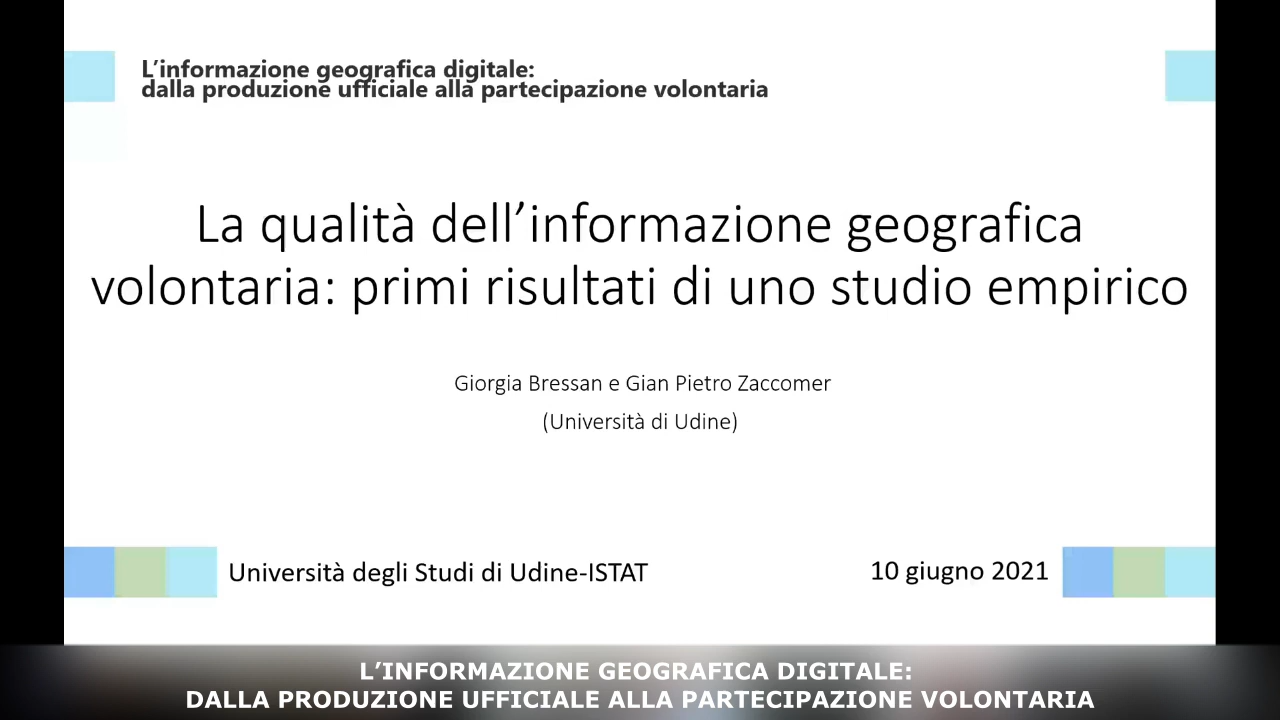 L’informazione geografica digitale:
dalla produzione ufficiale alla partecipazione volontaria
La qualità dell’informazione geografica
volontaria: primi risultati di uno studio empirico
Giorgia Bressan e Gian Pietro Zaccomer
(Università di Udine)
Università degli Studi di Udine-ISTAT
10 giugno 2021
L’INFORMAZIONE GEOGRAFICA DIGITALE:
DALLA PRODUZIONE UFFICIALE ALLA PARTECIPAZIONE VOLONTARIA